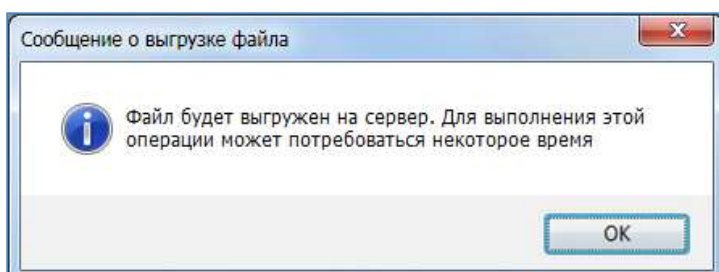 Сообщение о выгрузке файла
Файл будет выгружен на сервер. Для выполнения этой
операции может потребоваться некоторое время
OK